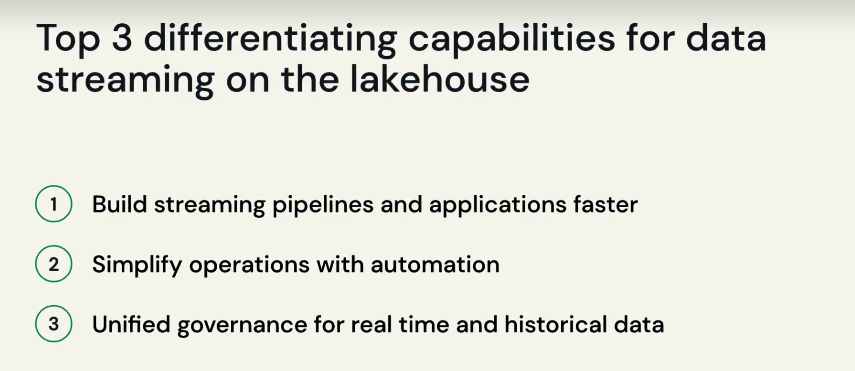 Top 3 differentiating capabilities for data
streaming on the lakehouse
1 Build streaming pipelines and applications faster
2 Simplify operations with automation
3 Unified governance for real time and historical data